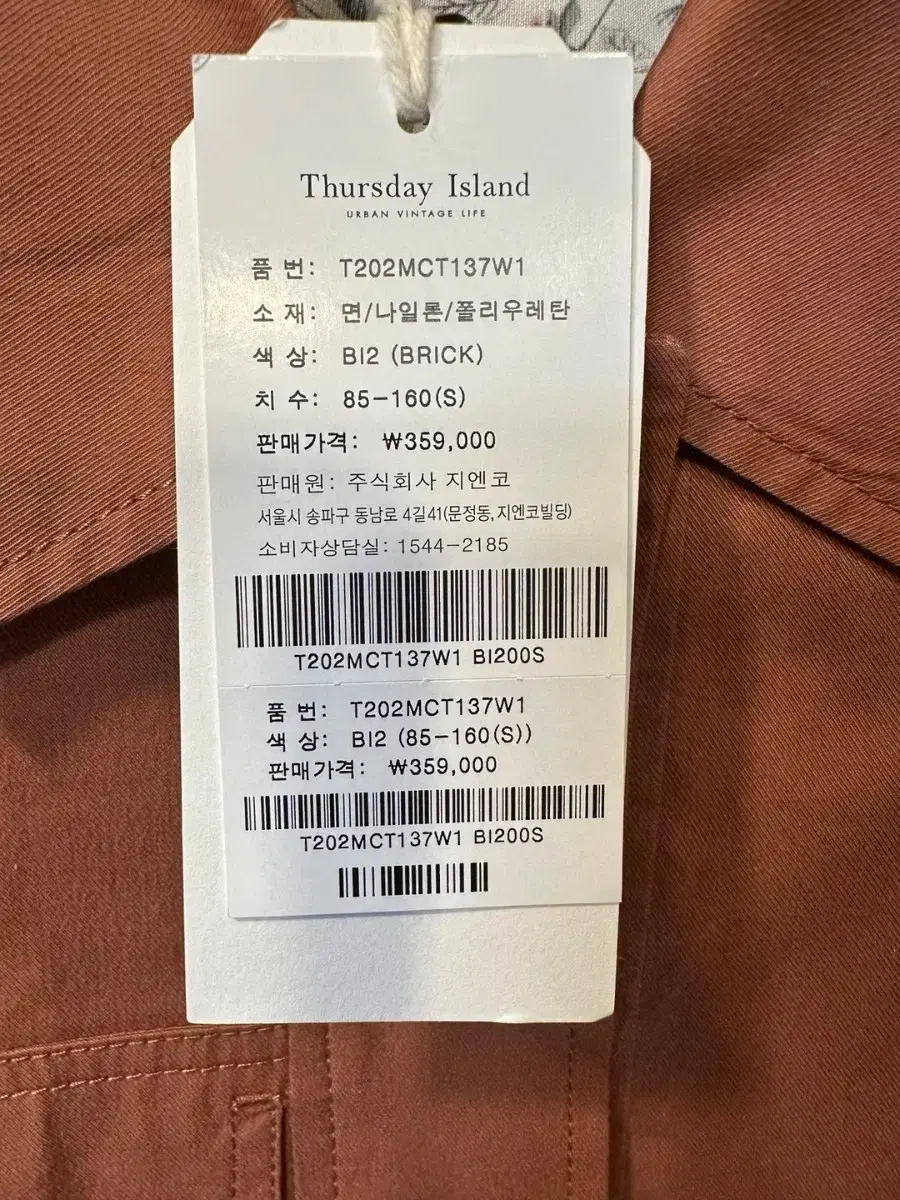 Thursday Island
URBAN VINTAGE LIFE
품 번: T202MCT137W1
소 재: 면/나일론/폴리우레탄
색 상: BI2 (BRICK)
치 수: 85-160(S)
판매가격: ₩359,000
판매원: 주식회사 지엔코
서울시 송파구 동남로 4길41(문정동, 지엔코빌딩)
소비자상담실: 1544-2185
T202MCT137W1 BI200S
품 번: T202MCT137W1
색 상: BI2 (85-160(S))
판매가격: ₩359,000
T202MCT137W1 BI200S